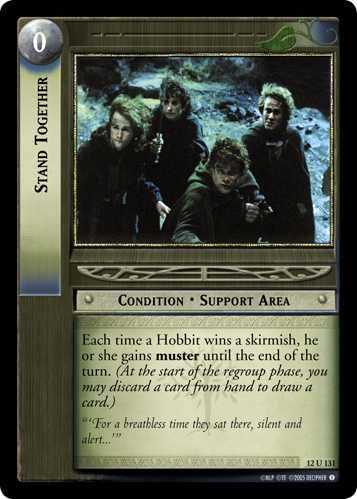 0
STAND TOGETHER
CONDITION • SUPPORT AREA
Each time a Hobbit wins a skirmish, he
or she gains muster until the end of the
turn. (At the start of the regroup phase, you
may discard a card from hand to draw a
card.)
“‘For a breathless time they sat there, silent and
alert...’”
12 U 131
©NLP ©TE ©2005 DECIPHER